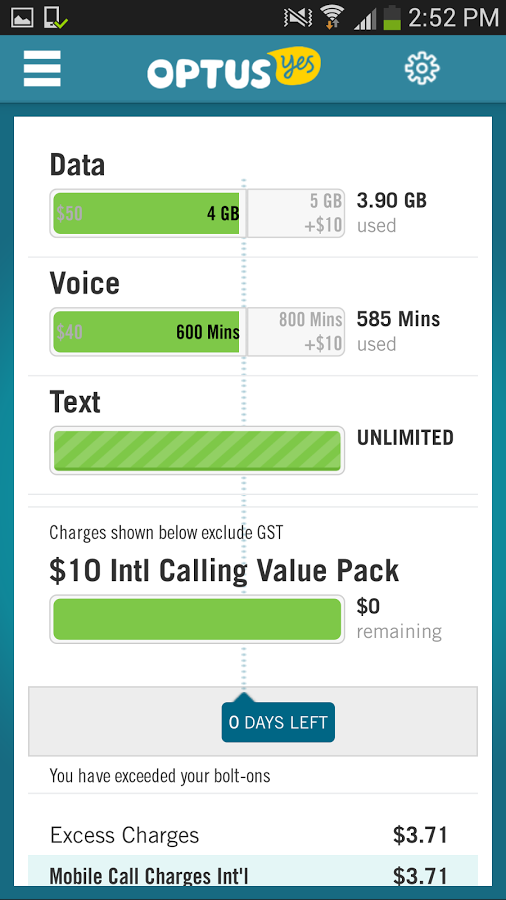 2:52 PM
OPTUS yes
Data
$50 4 GB 5 GB +$10 3.90 GB used
Voice
$40 600 Mins 800 Mins +$10 585 Mins used
Text
UNLIMITED
Charges shown below exclude GST
$10 Intl Calling Value Pack
$0
remaining
0 DAYS LEFT
You have exceeded your bolt-ons
Excess Charges $3.71
Mobile Call Charges Int'l $3.71